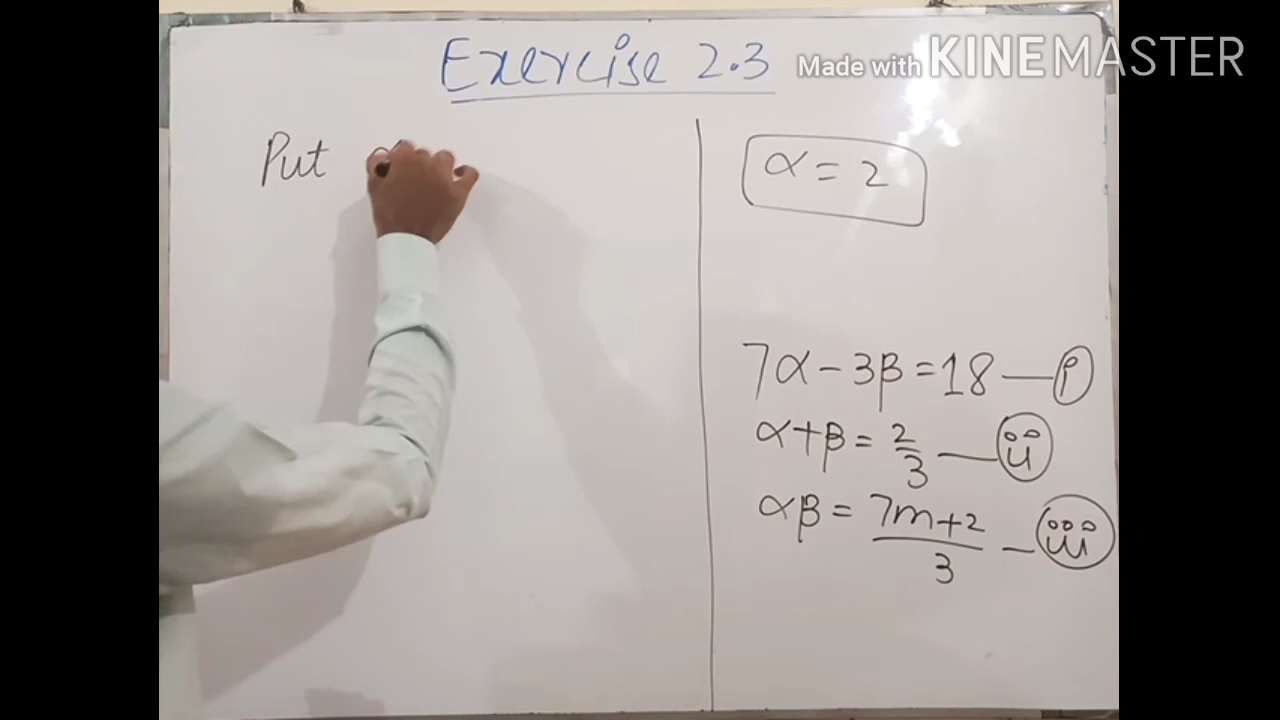 Exercise 2.3
Made with KINEMASTER
Put α
α = 2
7α - 3β = 18 — (i)
α + β = 2/3 — (ii)
αβ = (7m+2)/3 — (iii)